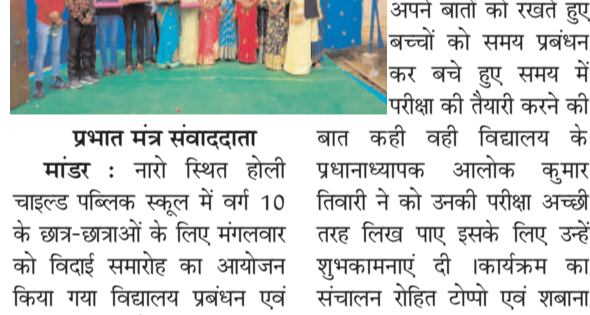 प्रभात मंत्र संवाददाता
मांडर : नारो स्थित होली
चाइल्ड पब्लिक स्कूल में वर्ग 10
के छात्र-छात्राओं के लिए मंगलवार
को विदाई समारोह का आयोजन
किया गया विद्यालय प्रबंधन एवं
अपने बातों को रखते हुए
बच्चों को समय प्रबंधन
कर बचे हुए समय में
परीक्षा की तैयारी करने की
बात कही वही विद्यालय के
प्रधानाध्यापक आलोक कुमार
तिवारी ने को उनकी परीक्षा अच्छी
तरह लिख पाए इसके लिए उन्हें
शुभकामनाएं दी ।कार्यक्रम का
संचालन रोहित टोप्पो एवं शबाना